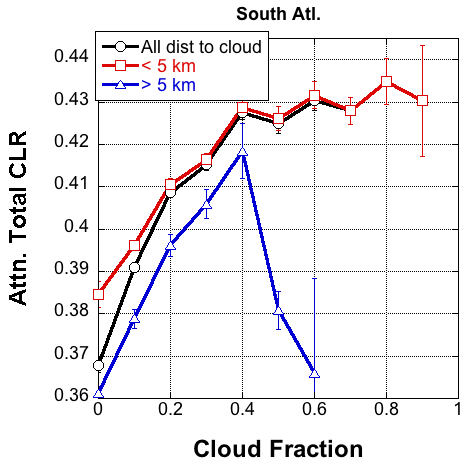 South Atl.
All dist to cloud
< 5 km
> 5 km
Attn. Total CLR
0.44
0.43
0.42
0.41
0.4
0.39
0.38
0.37
0.36
0 0.2 0.4 0.6 0.8 1
Cloud Fraction